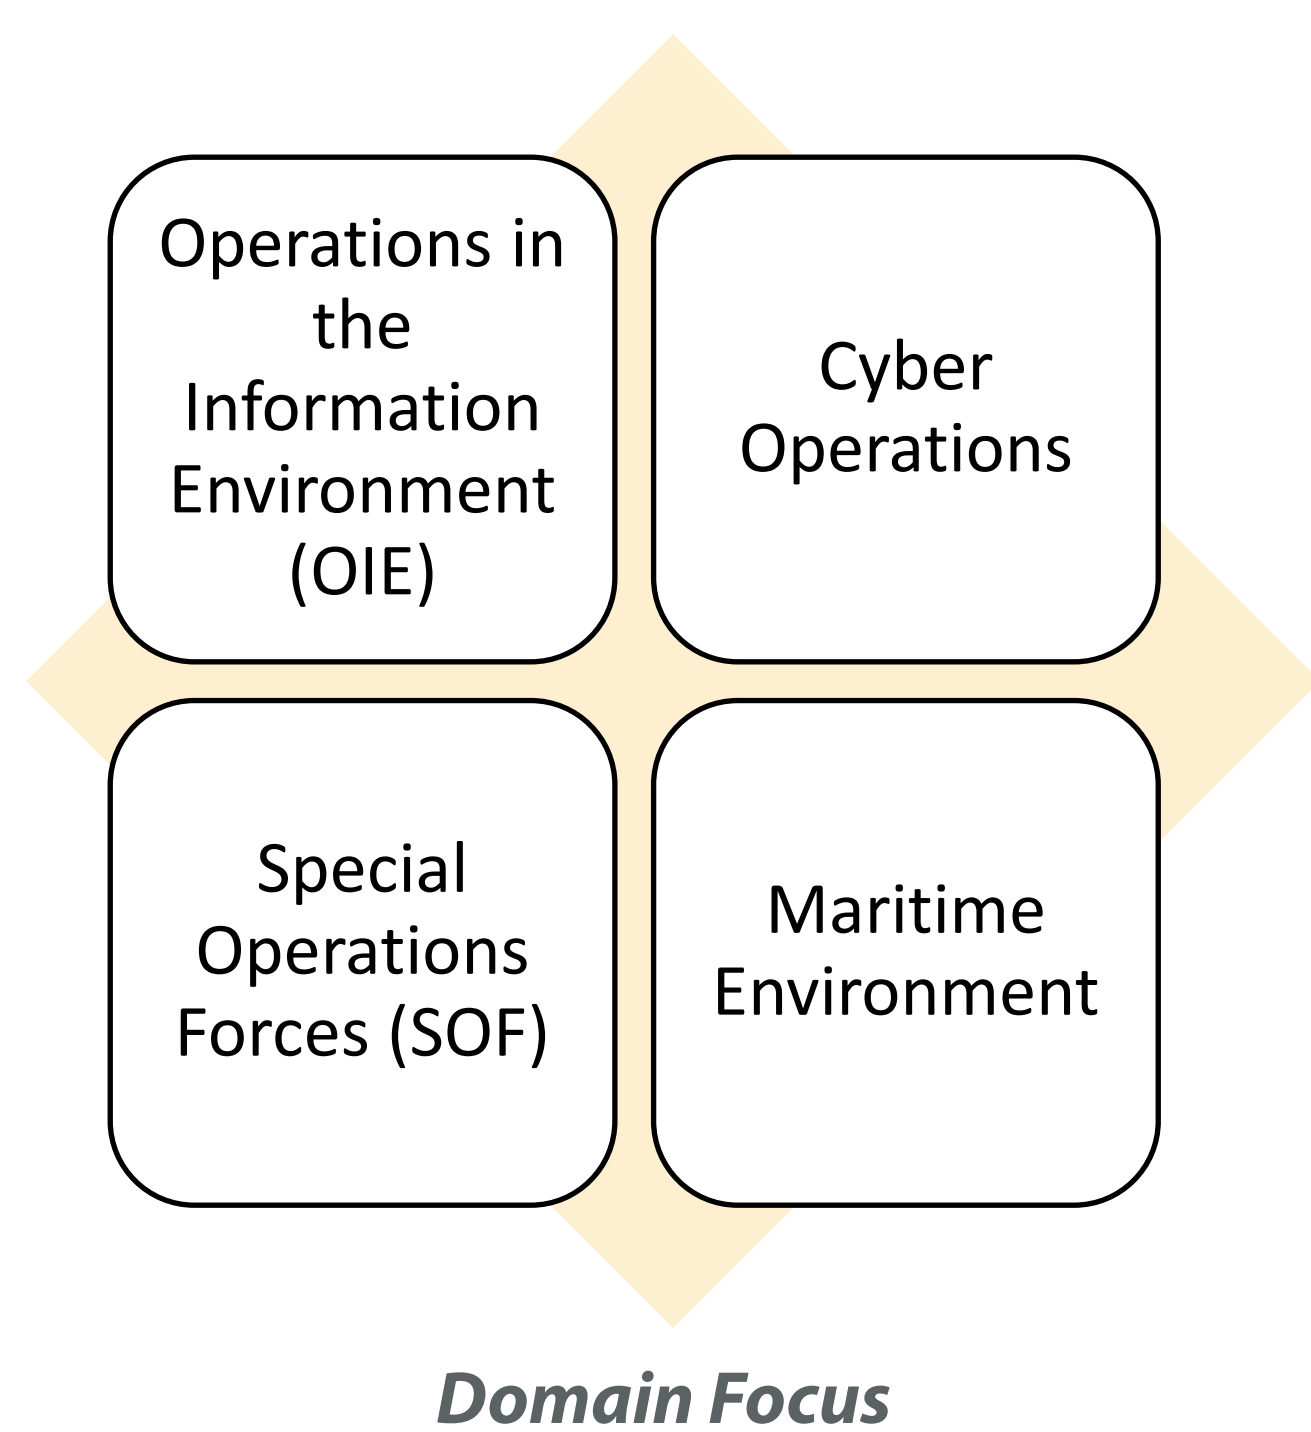 Operations in
the
Information
Environment
(OIE)
Cyber
Operations
Special
Operations
Forces (SOF)
Maritime
Environment
Domain Focus